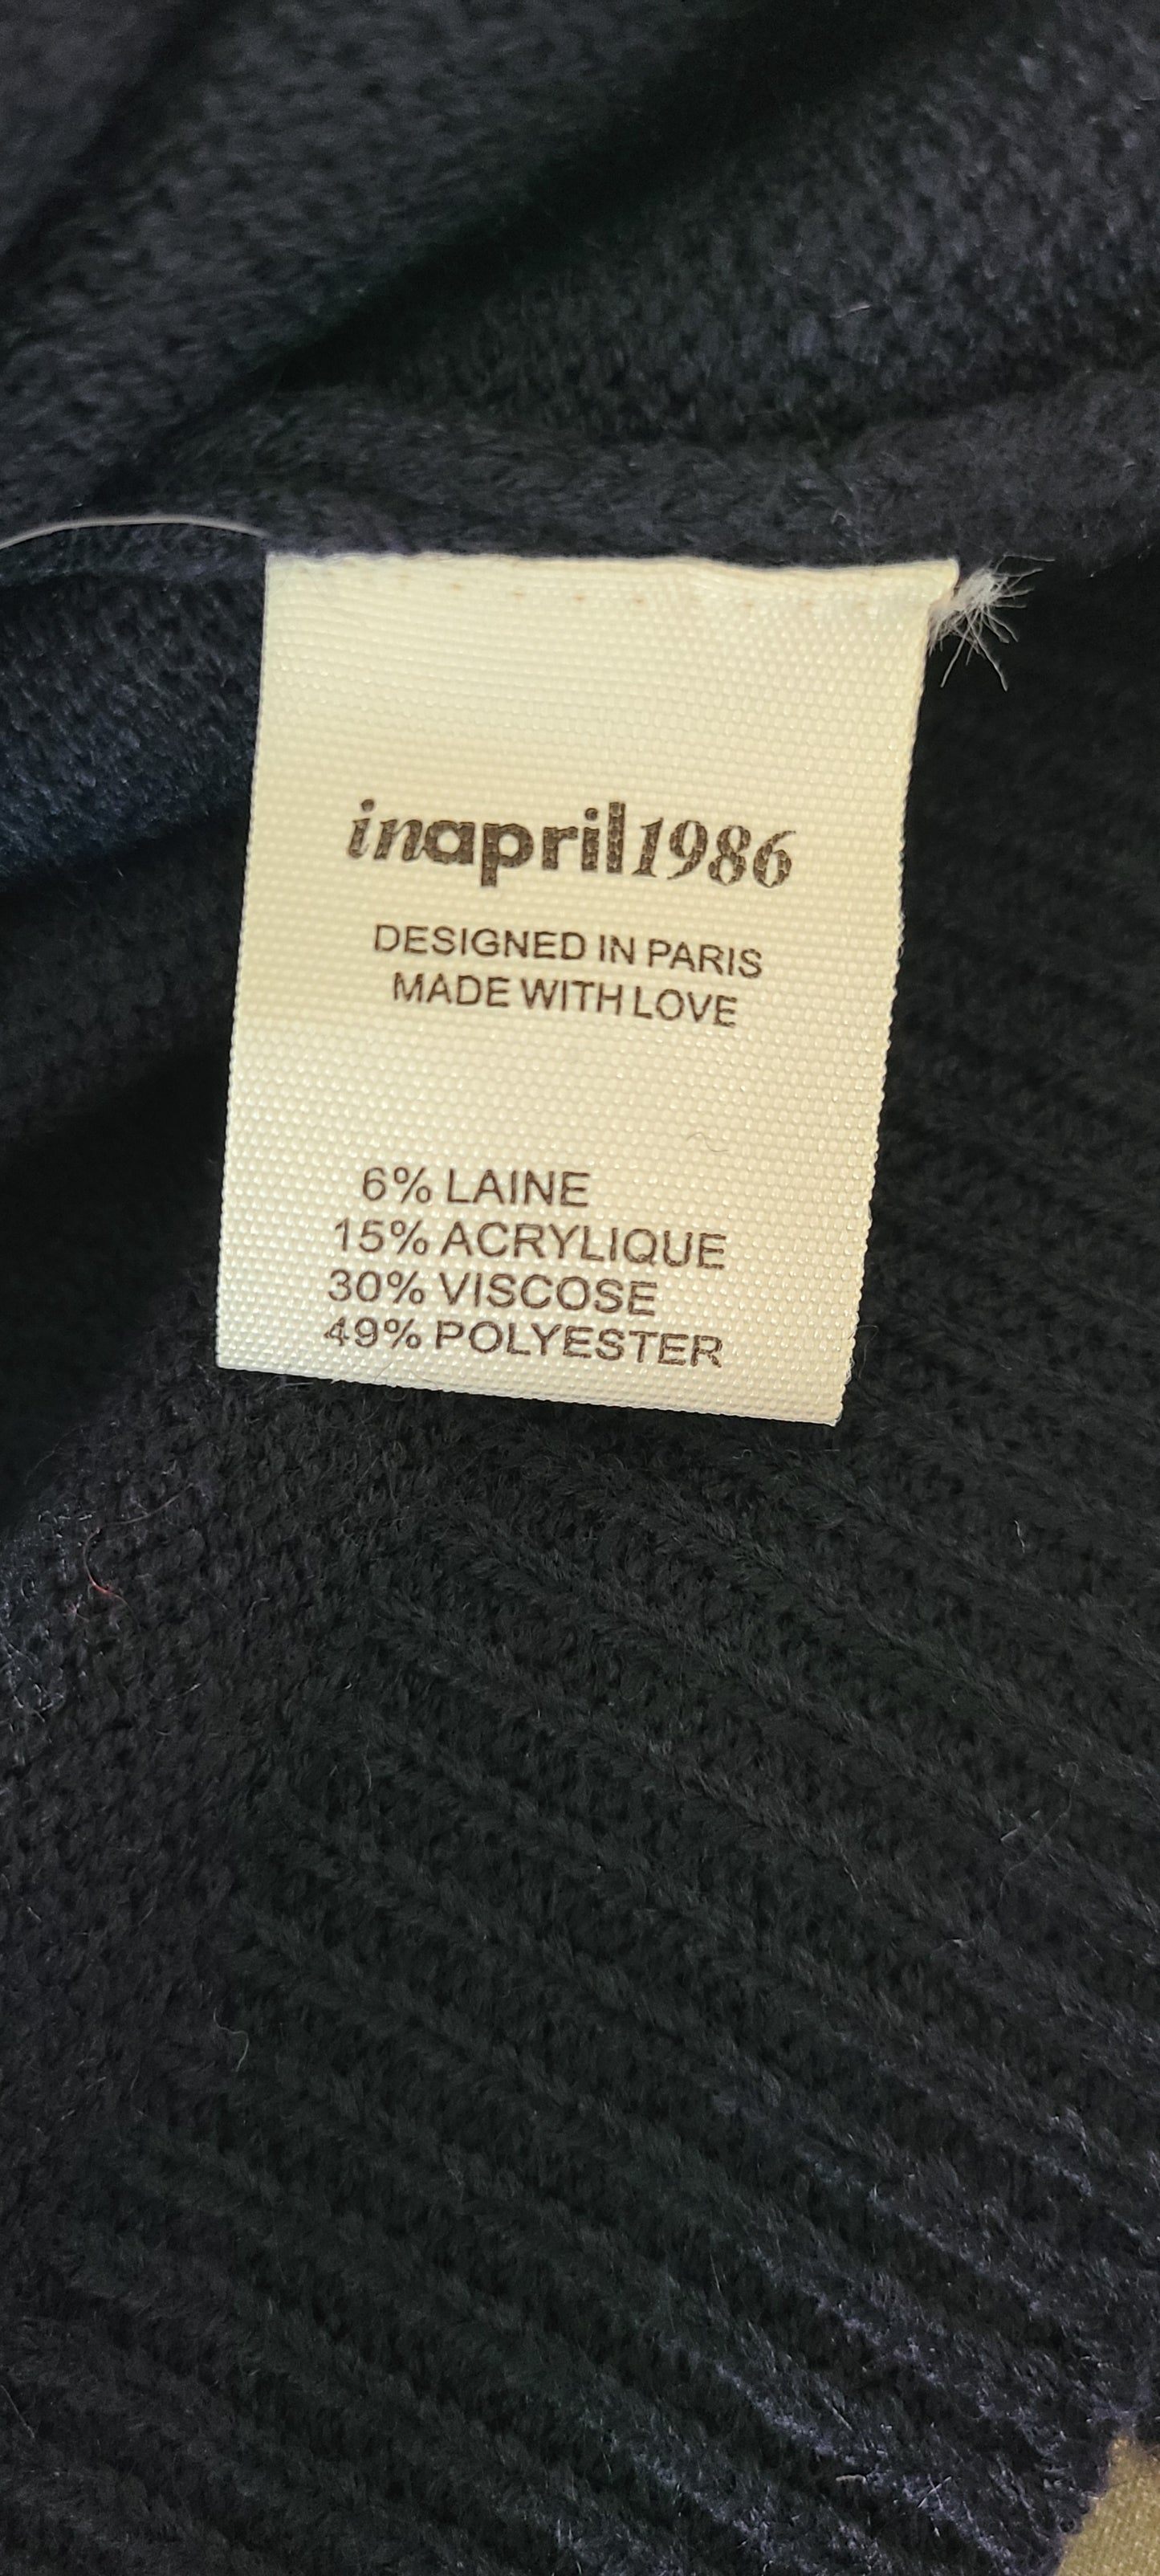 inapril1986
DESIGNED IN PARIS
MADE WITH LOVE
6% LAINE
15% ACRYLIQUE
30% VISCOSE
49% POLYESTER